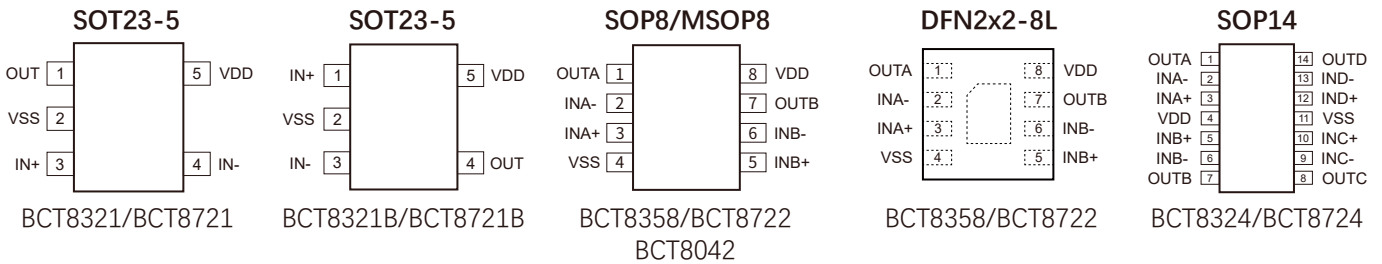 SOT23-5
OUT 1 5 VDD
VSS 2
IN+ 3 4 IN-
BCT8321/BCT8721
SOT23-5
IN+ 1 5 VDD
VSS 2
IN- 3 4 OUT
BCT8321B/BCT8721B
SOP8/MSOP8
OUTA 1 8 VDD
INA- 2 7 OUTB
INA+ 3 6 INB-
VSS 4 5 INB+
BCT8358/BCT8722
BCT8042
DFN2x2-8L
OUTA 1 8 VDD
INA- 2 7 OUTB
INA+ 3 6 INB-
VSS 4 5 INB+
BCT8358/BCT8722
SOP14
OUTA 1 14 OUTD
INA- 2 13 IND-
INA+ 3 12 IND+
VDD 4 11 VSS
INB+ 5 10 INC+
INB- 6 9 INC-
OUTB 7 8 OUTC
BCT8324/BCT8724